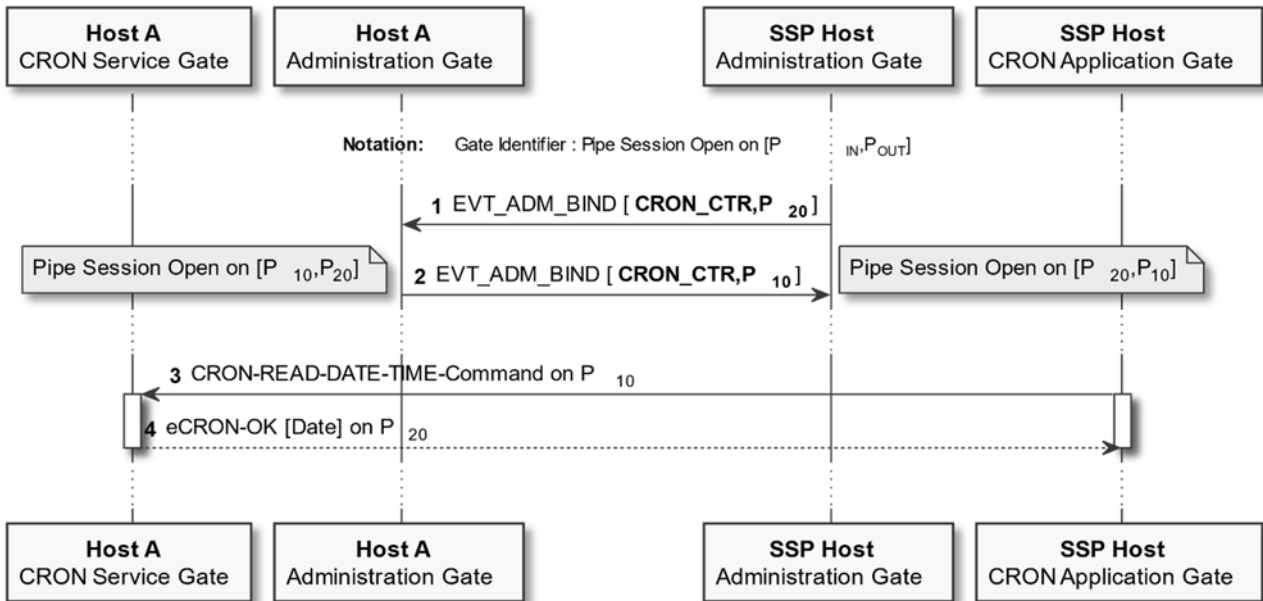 Host A
CRON Service Gate
Host A
Administration Gate
SSP Host
Administration Gate
SSP Host
CRON Application Gate
Notation: Gate Identifier : Pipe Session Open on [P IN,POUT]
1 EVT_ADM_BIND [ CRON_CTR,P 20 ]
Pipe Session Open on [P 10,P20]
2 EVT_ADM_BIND [ CRON_CTR,P 10 ]
Pipe Session Open on [P 20,P10]
3 CRON-READ-DATE-TIME-Command on P 10
4 eCRON-OK [Date] on P 20
Host A
CRON Service Gate
Host A
Administration Gate
SSP Host
Administration Gate
SSP Host
CRON Application Gate